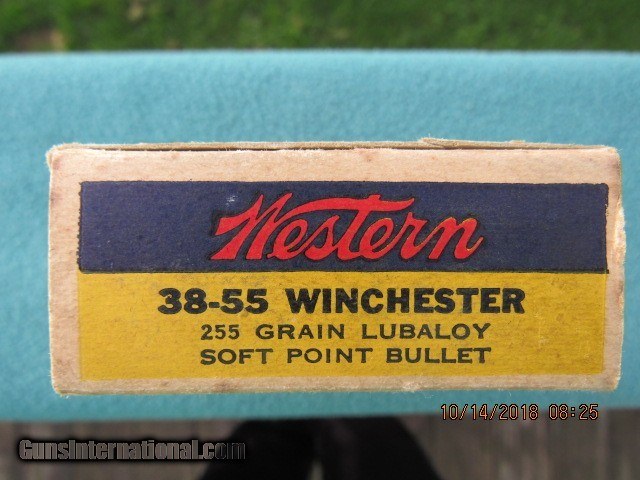 Western
38-55 WINCHESTER
255 GRAIN LUBALOY
SOFT POINT BULLET
10/14/2018 08:25
GunsInternational.com